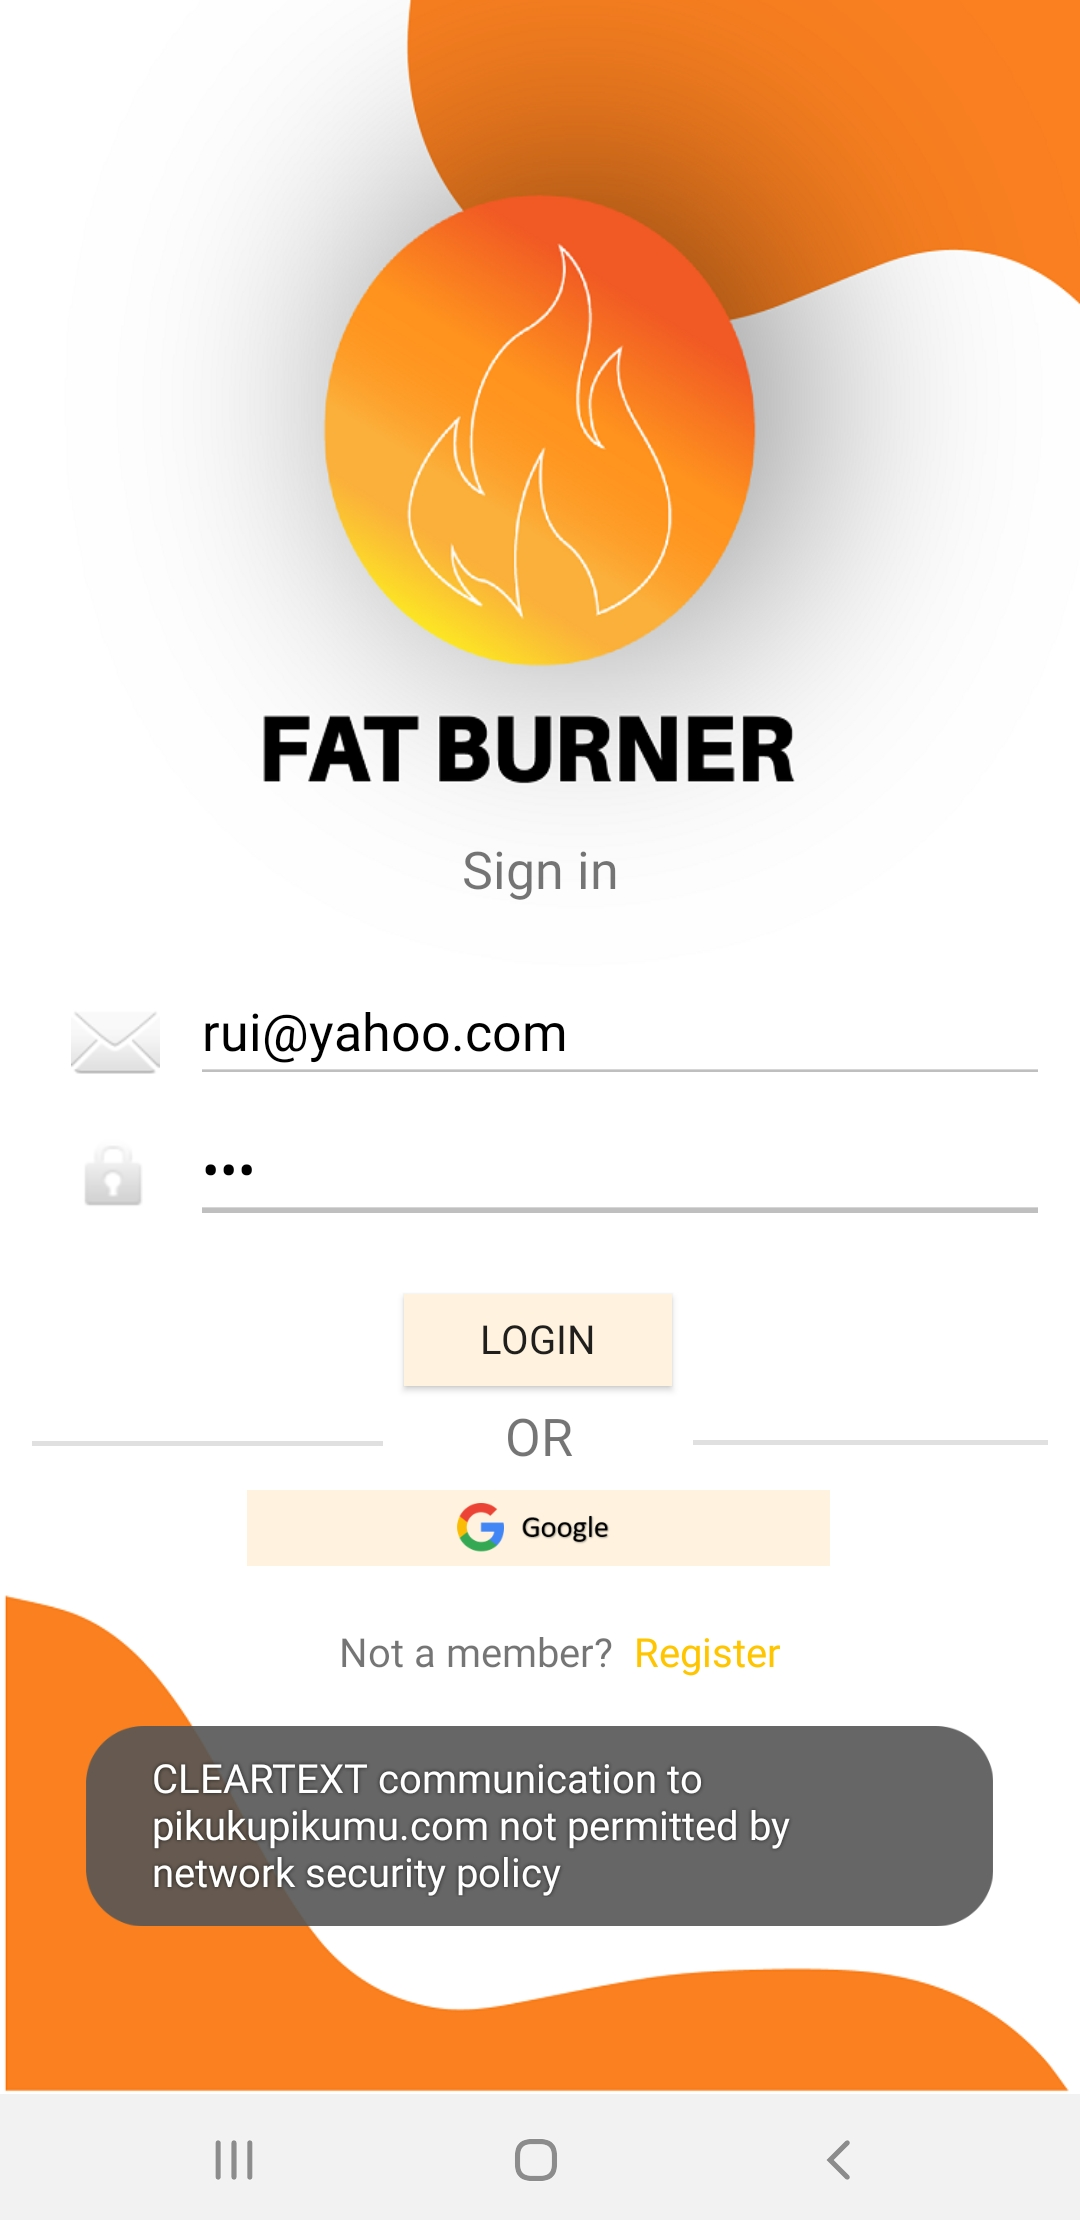 FAT BURNER
Sign in
rui@yahoo.com
•••
LOGIN
OR
Google
Not a member? Register
CLEARTEXT communication to
pikukupikumu.com not permitted by
network security policy